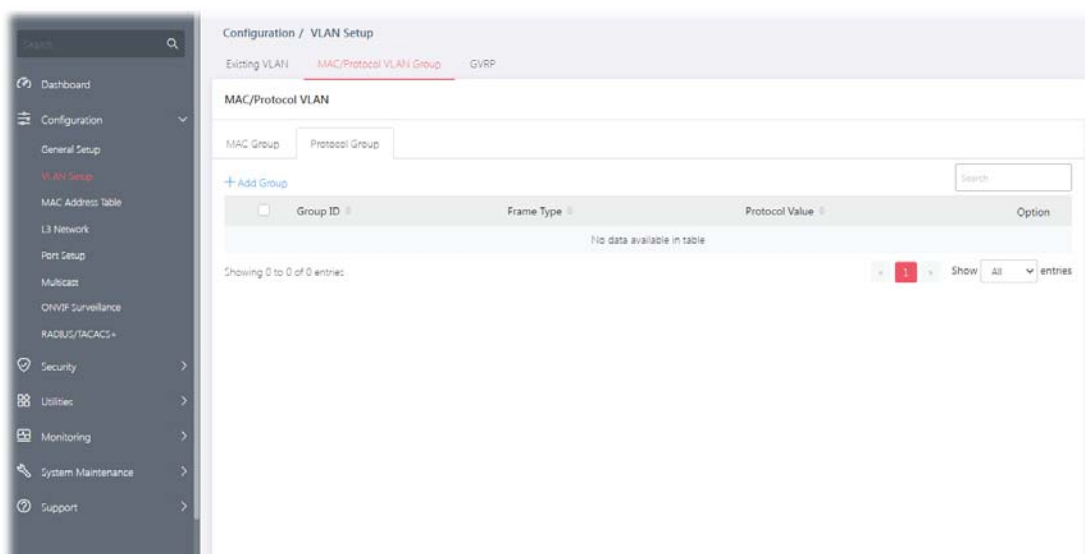 Search
Dashboard
Configuration
General Setup
VLAN Setup
MAC Address Table
L3 Network
Port Setup
Multicast
ONVIF Surveillance
RADIUS/TACACS+
Security
Utilities
Monitoring
System Maintenance
Support
Configuration / VLAN Setup
Existing VLAN MAC/Protocol VLAN Group GVRP
MAC/Protocol VLAN
MAC Group Protocol Group
+ Add Group Search
Group ID Frame Type Protocol Value Option
No data available in table
Showing 0 to 0 of 0 entries 1 Show All entries